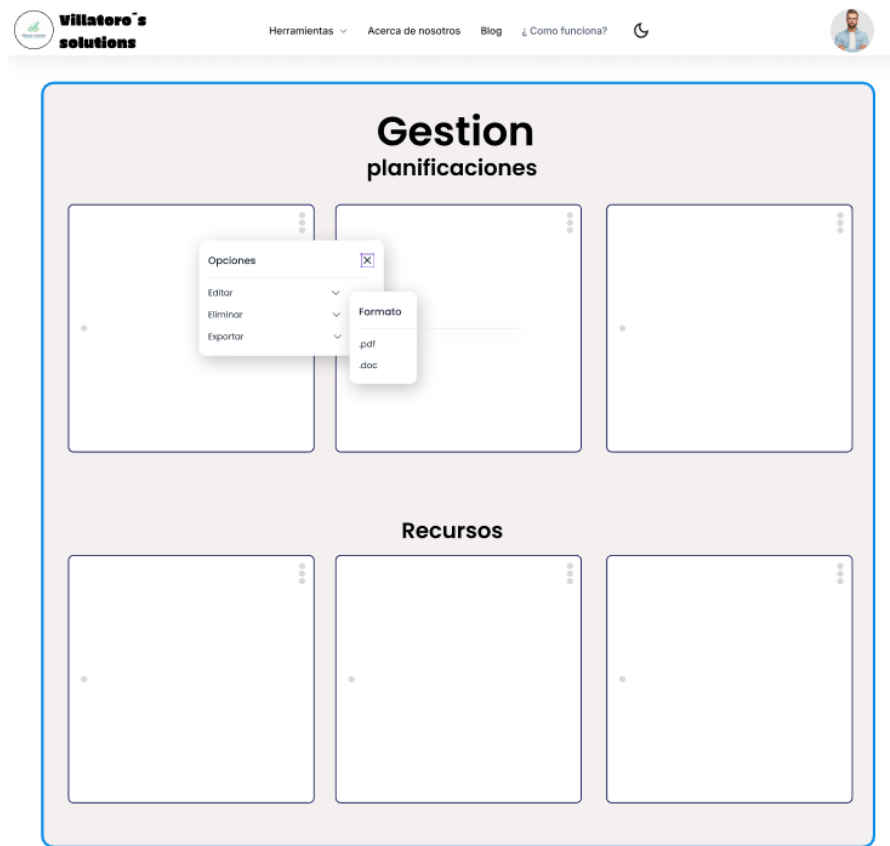 Villatoro´s
solutions
Herramientas
Acerca de nosotros
Blog
¿ Como funciona?
Gestion
planificaciones
Opciones
Editar
Eliminar
Exportar
Formato
.pdf
.doc
Recursos